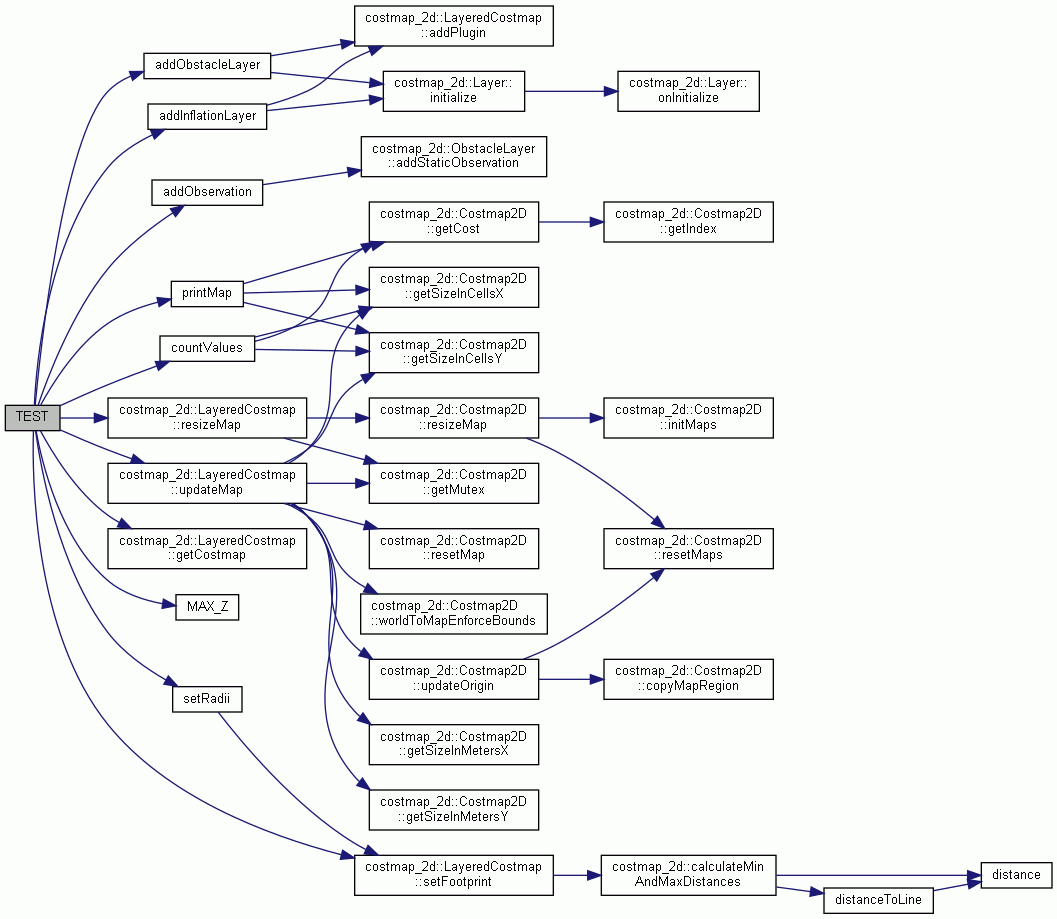 costmap_2d::LayeredCostmap
::addPlugin
addObstacleLayer
costmap_2d::Layer::
initialize
costmap_2d::Layer::
onInitialize
addInflationLayer
costmap_2d::ObstacleLayer
::addStaticObservation
addObservation
costmap_2d::Costmap2D
::getCost
costmap_2d::Costmap2D
::getIndex
printMap
costmap_2d::Costmap2D
::getSizeInCellsX
countValues
costmap_2d::Costmap2D
::getSizeInCellsY
TEST
costmap_2d::LayeredCostmap
::resizeMap
costmap_2d::Costmap2D
::resizeMap
costmap_2d::Costmap2D
::initMaps
costmap_2d::LayeredCostmap
::updateMap
costmap_2d::Costmap2D
::getMutex
costmap_2d::LayeredCostmap
::getCostmap
costmap_2d::Costmap2D
::resetMap
costmap_2d::Costmap2D
::resetMaps
MAX_Z
costmap_2d::Costmap2D
::worldToMapEnforceBounds
setRadii
costmap_2d::Costmap2D
::updateOrigin
costmap_2d::Costmap2D
::copyMapRegion
costmap_2d::Costmap2D
::getSizeInMetersX
costmap_2d::Costmap2D
::getSizeInMetersY
costmap_2d::LayeredCostmap
::setFootprint
costmap_2d::calculateMin
AndMaxDistances
distance
distanceToLine